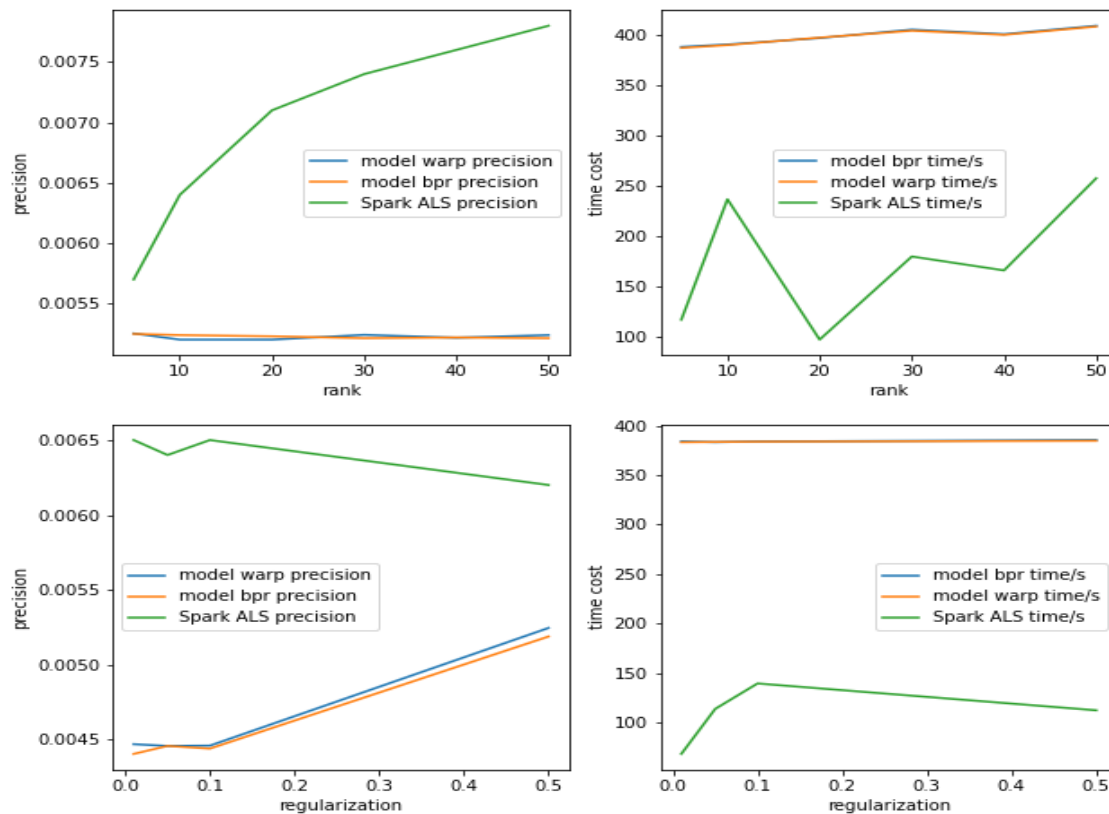 0.0075
0.0070
0.0065
0.0060
0.0055
precision
model warp precision
model bpr precision
Spark ALS precision
10 20 30 40 50
rank
400
350
300
250
200
150
100
time cost
model bpr time/s
model warp time/s
Spark ALS time/s
10 20 30 40 50
rank
0.0065
0.0060
0.0055
0.0050
0.0045
precision
model warp precision
model bpr precision
Spark ALS precision
0.0 0.1 0.2 0.3 0.4 0.5
regularization
400
350
300
250
200
150
100
time cost
model bpr time/s
model warp time/s
Spark ALS time/s
0.0 0.1 0.2 0.3 0.4 0.5
regularization